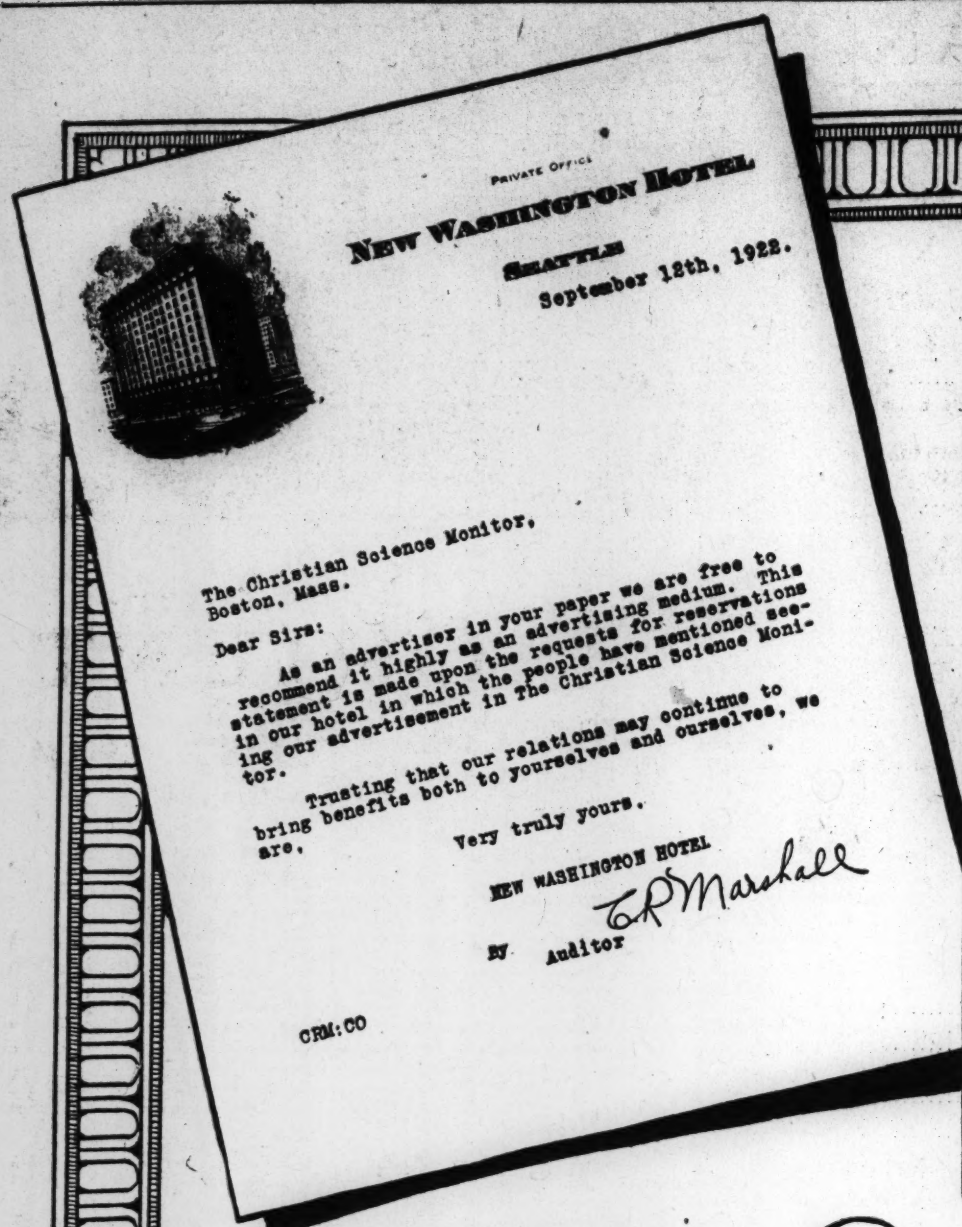 PRIVATE OFFICE
NEW WASHINGTON HOTEL
SEATTLE
September 12th, 1922.
The Christian Science Monitor,
Boston, Mass.
Dear Sirs:
As an advertiser in your paper we are free to
recommend it highly as an advertising medium. This
statement is made upon the requests for reservations
in our hotel in which the people have mentioned see-
ing our advertisement in The Christian Science Moni-
tor.
Trusting that our relations may continue to
bring benefits both to yourselves and ourselves, we
are,
Very truly yours,
NEW WASHINGTON HOTEL
CR Marshall
By Auditor
CRM:CO